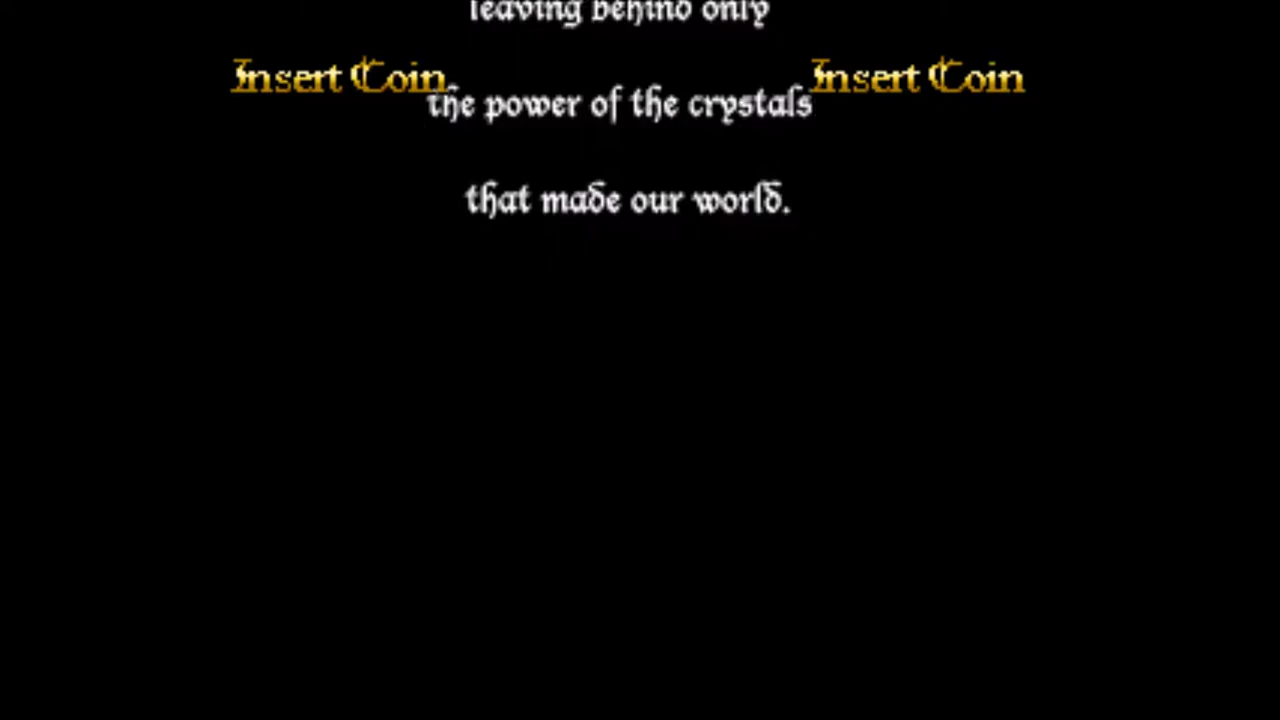 leaving behind only
Insert Coin
Insert Coin
the power of the crystals
that made our world.